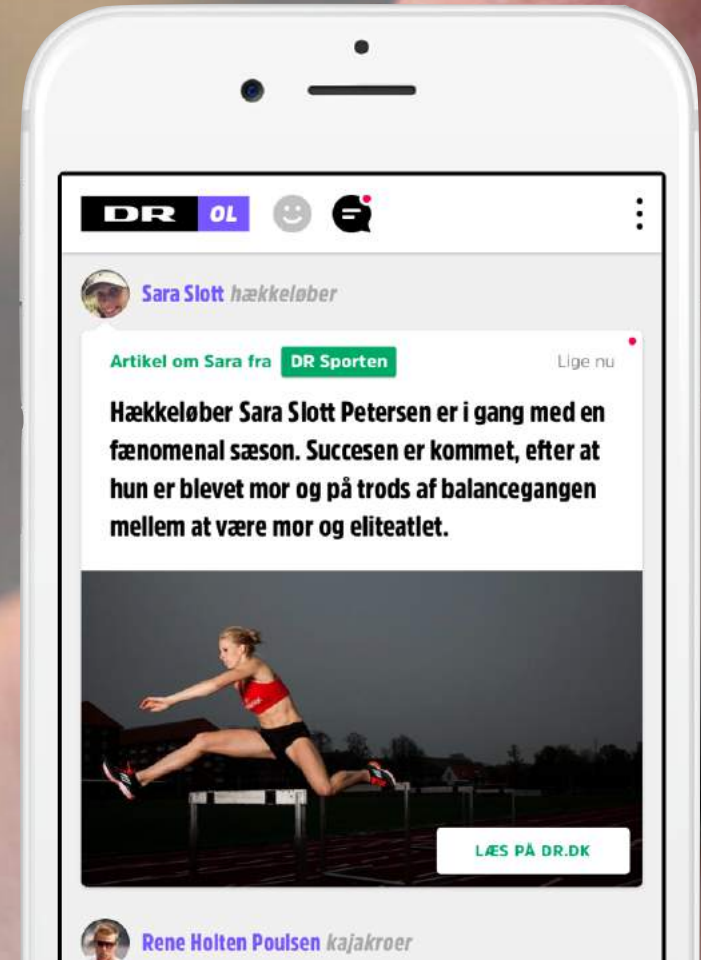 DR OL
Sara Slott hækkeløber
Artikel om Sara fra DR Sporten Lige nu
Hækkeløber Sara Slott Petersen er i gang med en
fænomenal sæson. Succesen er kommet, efter at
hun er blevet mor og på trods af balancegangen
mellem at være mor og eliteatlet.
LÆS PÅ DR.DK
Rene Holten Poulsen kajakroer